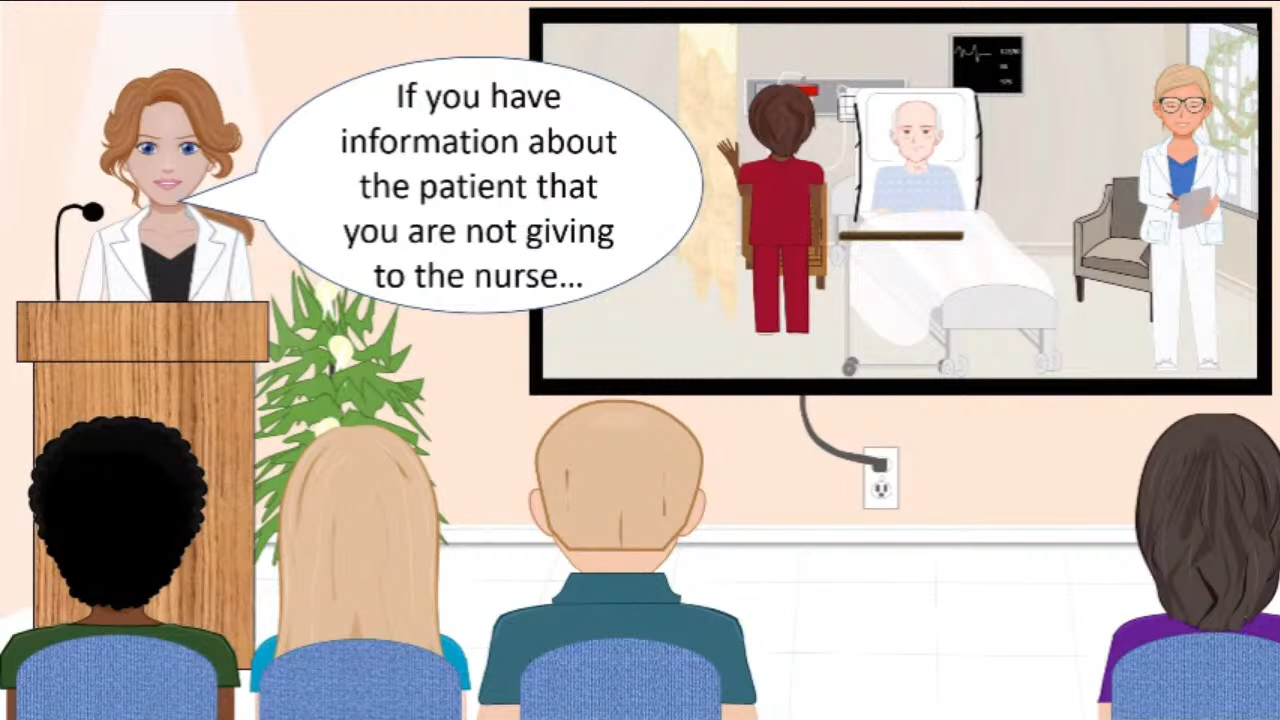 If you have
information about
the patient that
you are not giving
to the nurse...